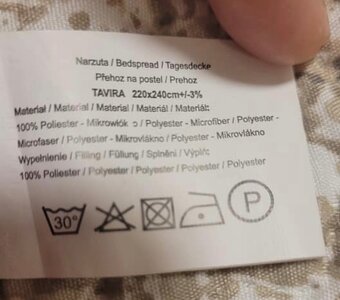 Narzuta / Bedspread / Tagesdecke
Přehoz na postel / Prehoz
TAVIRA 220x240cm+/-3%
Materiał / Material / Material / Materiál / Materiál:
100% Poliester - Mikrowłók o / Polyester - Microfiber / Polyester -
Microfaser / Polyester - Mikrovlákno / Polyester - Mikrovlákno
Wypełnienie / Filling / Füllung / Splnění / Výplň:
100% Poliester / Polyester / Polyester / Polyester / Polyester
30° P